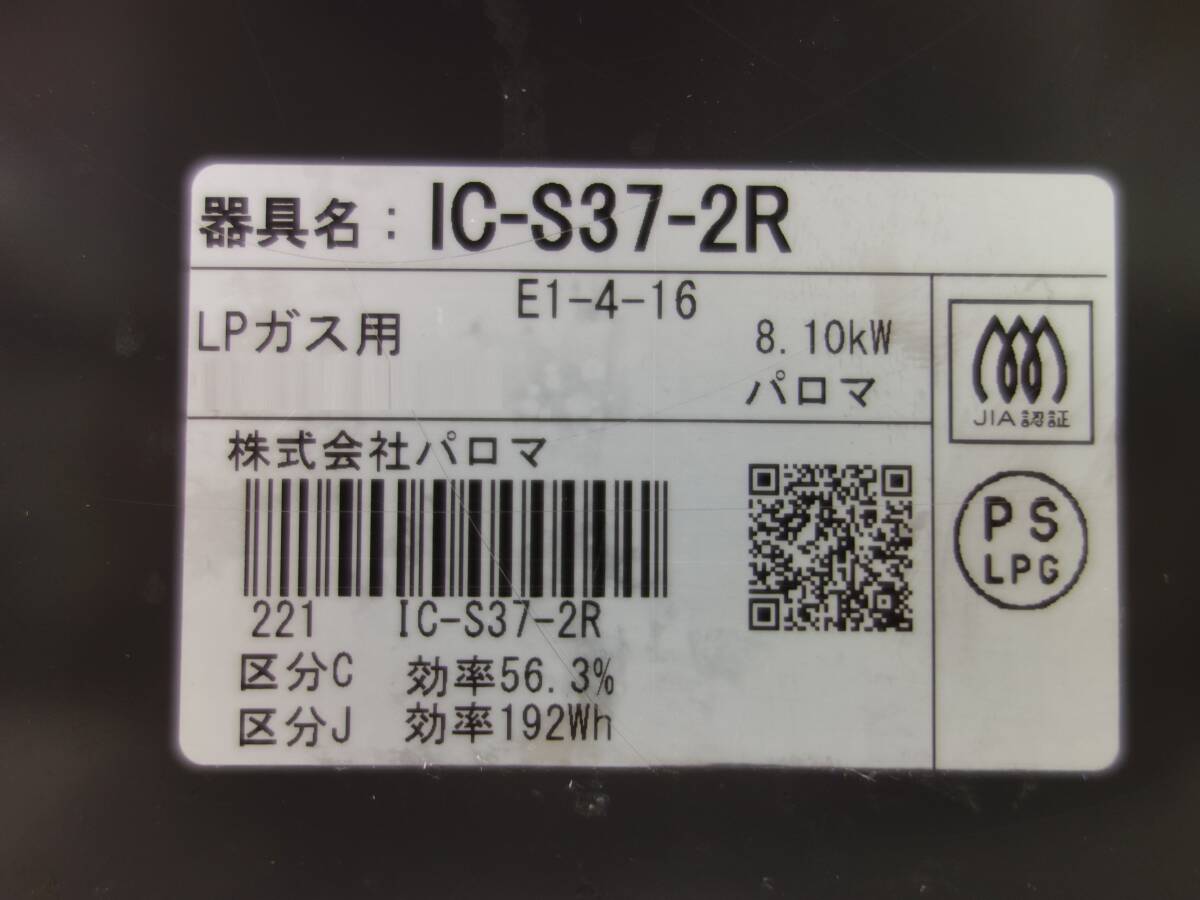 器具名：IC-S37-2R
E1-4-16
LPガス用
8.10kW
パロマ
JIA認証
株式会社パロマ
PS
LPG
221 IC-S37-2R
区分C 効率56.3%
区分J 効率192Wh